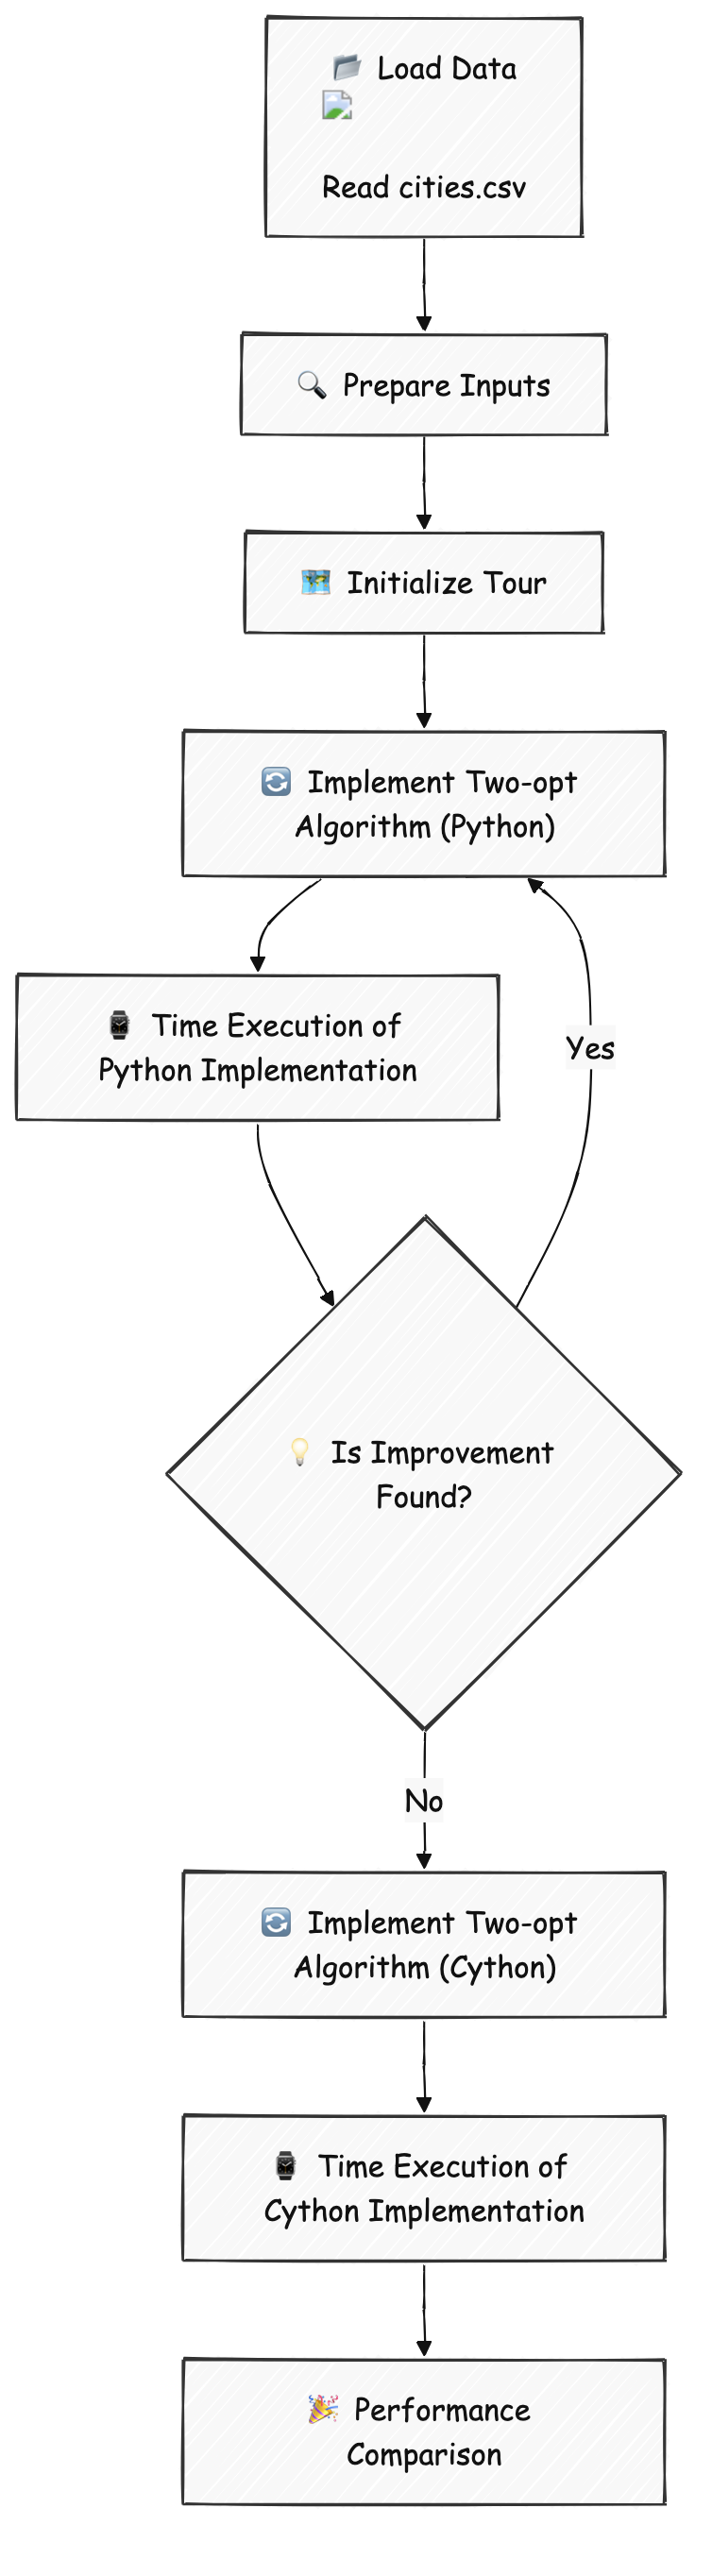 📂 Load Data
Read cities.csv
🔍 Prepare Inputs
🗺️ Initialize Tour
🔄 Implement Two-opt
Algorithm (Python)
⌚ Time Execution of
Python Implementation
Yes
💡 Is Improvement
Found?
No
🔄 Implement Two-opt
Algorithm (Cython)
⌚ Time Execution of
Cython Implementation
🎉 Performance
Comparison